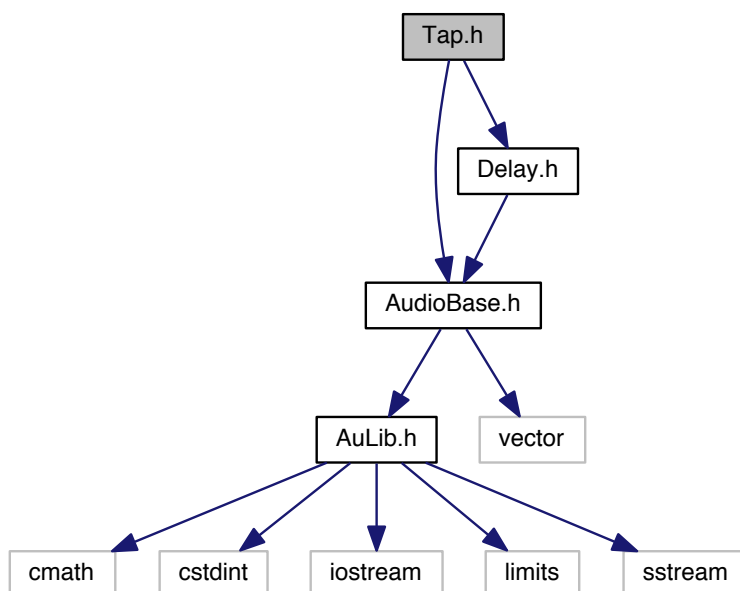 Tap.h
Delay.h
AudioBase.h
AuLib.h
vector
cmath
cstdint
iostream
limits
sstream